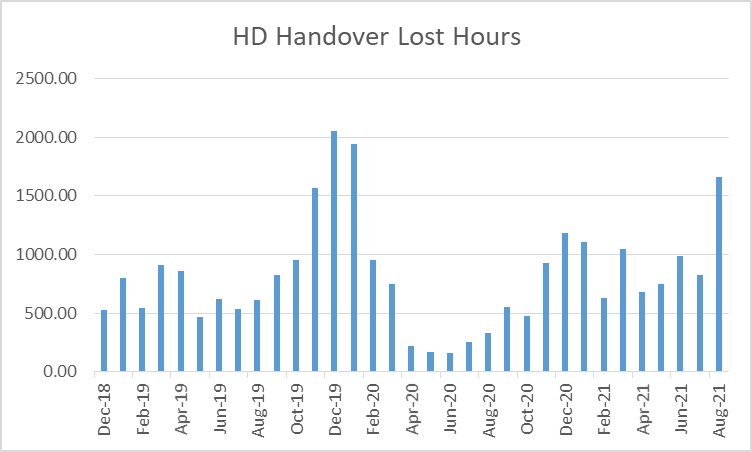 HD Handover Lost Hours
2500.00
2000.00
1500.00
1000.00
500.00
0.00
Dec-18
Feb-19
Apr-19
Jun-19
Aug-19
Oct-19
Dec-19
Feb-20
Apr-20
Jun-20
Aug-20
Oct-20
Dec-20
Feb-21
Apr-21
Jun-21
Aug-21